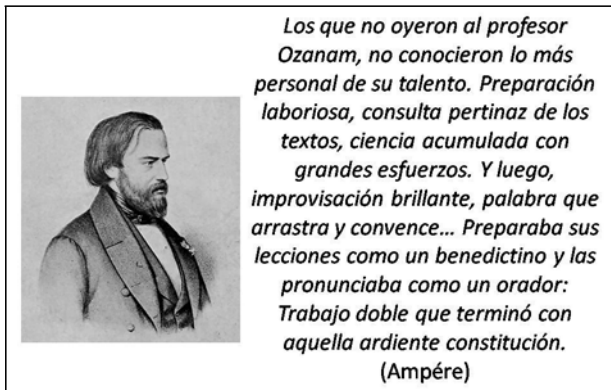 Los que no oyeron al profesor
Ozanam, no conocieron lo más
personal de su talento. Preparación
laboriosa, consulta pertinaz de los
textos, ciencia acumulada con
grandes esfuerzos. Y luego,
improvisación brillante, palabra que
arrastra y convence... Preparaba sus
lecciones como un benedictino y las
pronunciaba como un orador:
Trabajo doble que terminó con
aquella ardiente constitución.
(Ampére)